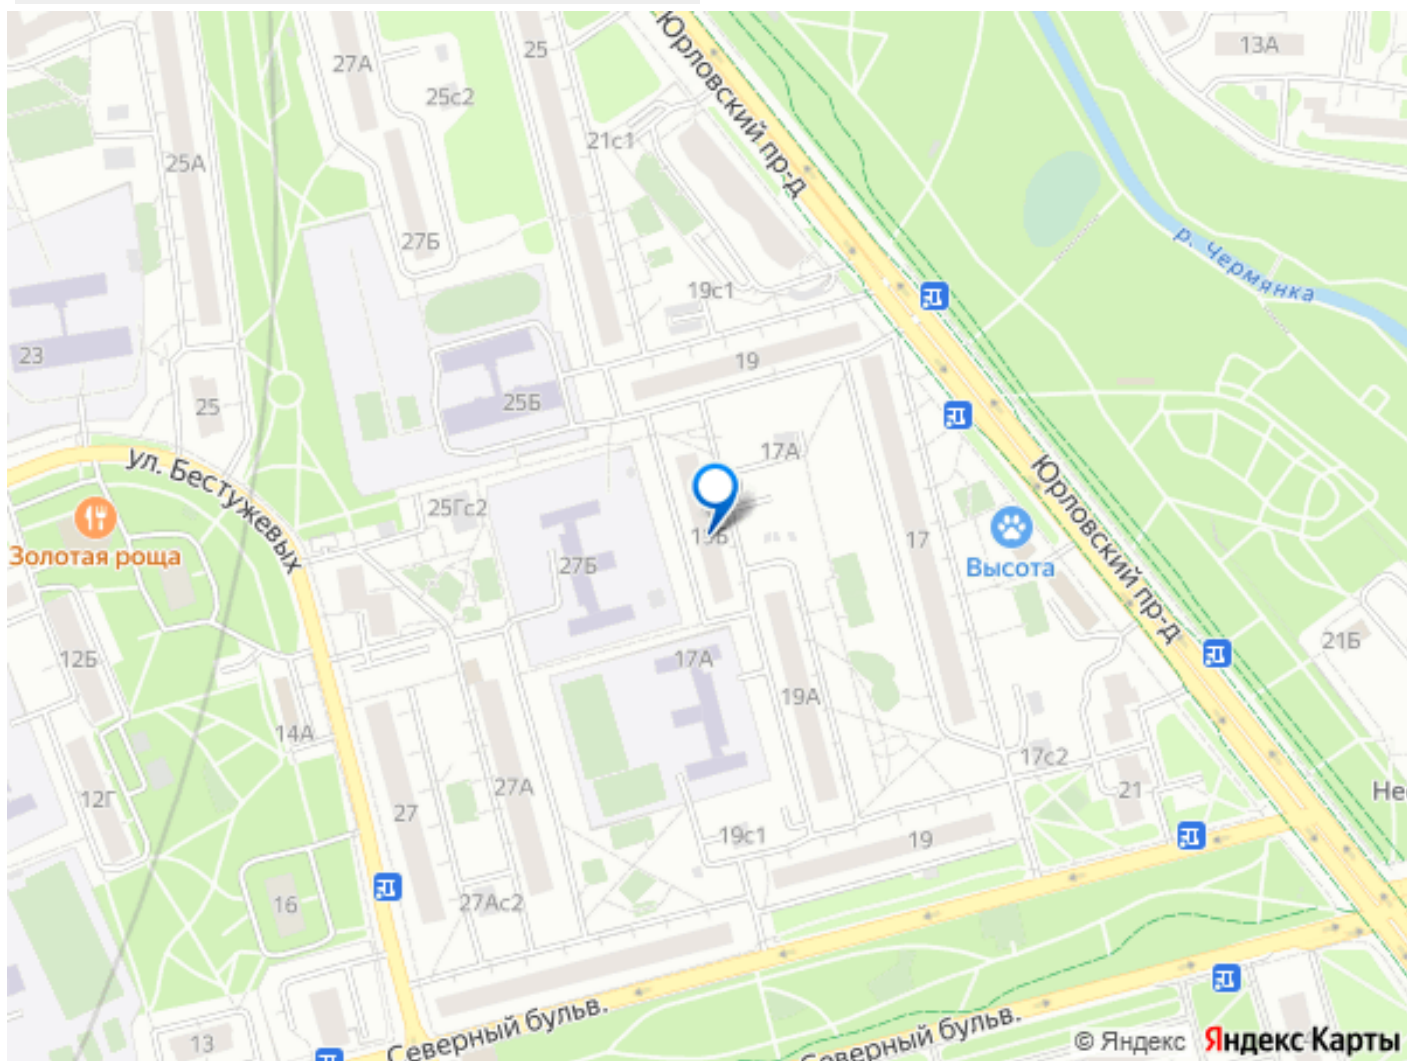 Юрловский пр-д
13А
27А
25
25с2
21с1
25А
27Б
р. Чермянка
19с1
23
19
25
25Б
17А
ул. Бестужевых
Юрловский пр-д
25Гс2
Золотая роща
27Б
17
Высота
12Б
17А
21Б
14А
19А
17с2
12Г
27
27А
21
Не
19с1
19
16
27Ас2
13
Северный бульв.
Северный бульв.
© Яндекс
Яндекс Карты